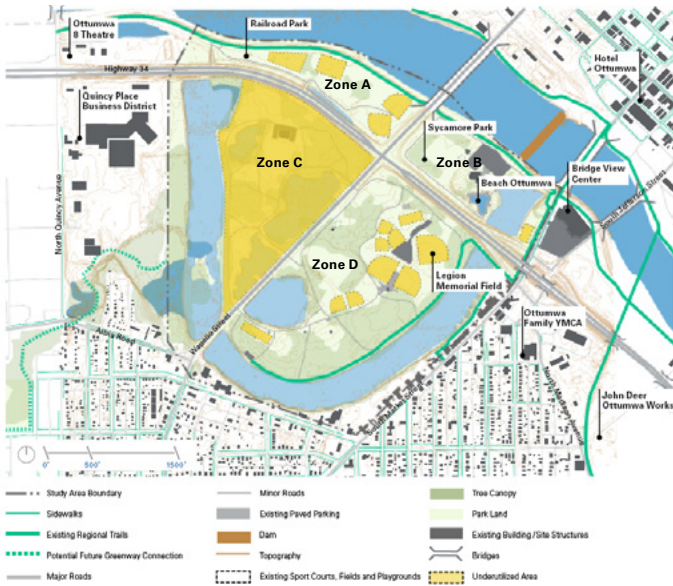 Ottumwa
8 Theatre
Railroad Park
Highway 34
Zone A
Hotel
Ottumwa
Quincy Place
Business District
Sycamore Park
Zone C
Zone B
Beach Ottumwa
Bridge View
Center
South Jefferson Street
North Quincy Avenue
Zone D
Legion
Memorial Field
Wapello Street
Albia Road
Ottumwa
Family YMCA
John Deer
Ottumwa Works
0'
500'
1500'
Study Area Boundary
Sidewalks
Existing Regional Trails
Potential Future Greenway Connection
Major Roads
Minor Roads
Existing Paved Parking
Dam
Topography
Existing Sport Courts, Fields and Playgrounds
Tree Canopy
Park Land
Existing Building /Site Structures
Bridges
Underutilized Area